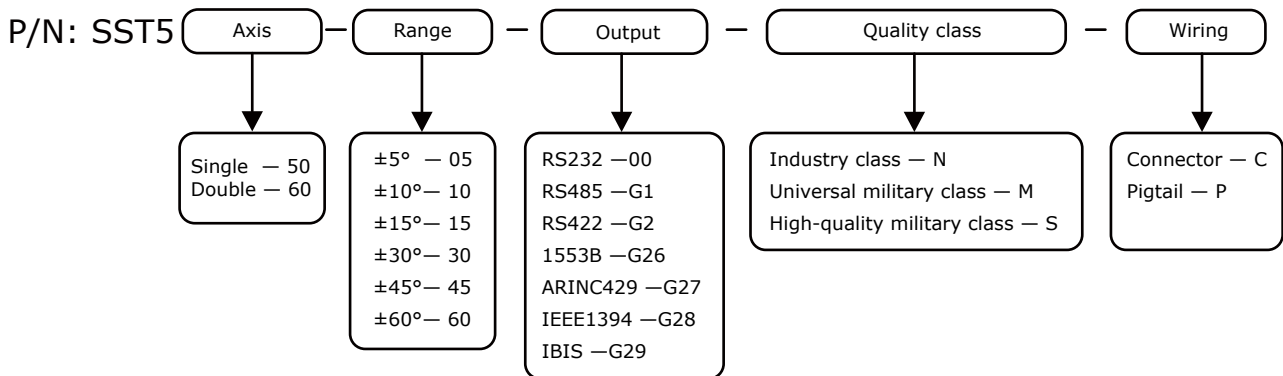 P/N: SST5 Axis — Range — Output — Quality class — Wiring
Single — 50
Double — 60
±5° — 05
±10°— 10
±15°— 15
±30°— 30
±45°— 45
±60°— 60
RS232 —00
RS485 —G1
RS422 —G2
1553B —G26
ARINC429 —G27
IEEE1394 —G28
IBIS —G29
Industry class — N
Universal military class — M
High-quality military class — S
Connector — C
Pigtail — P